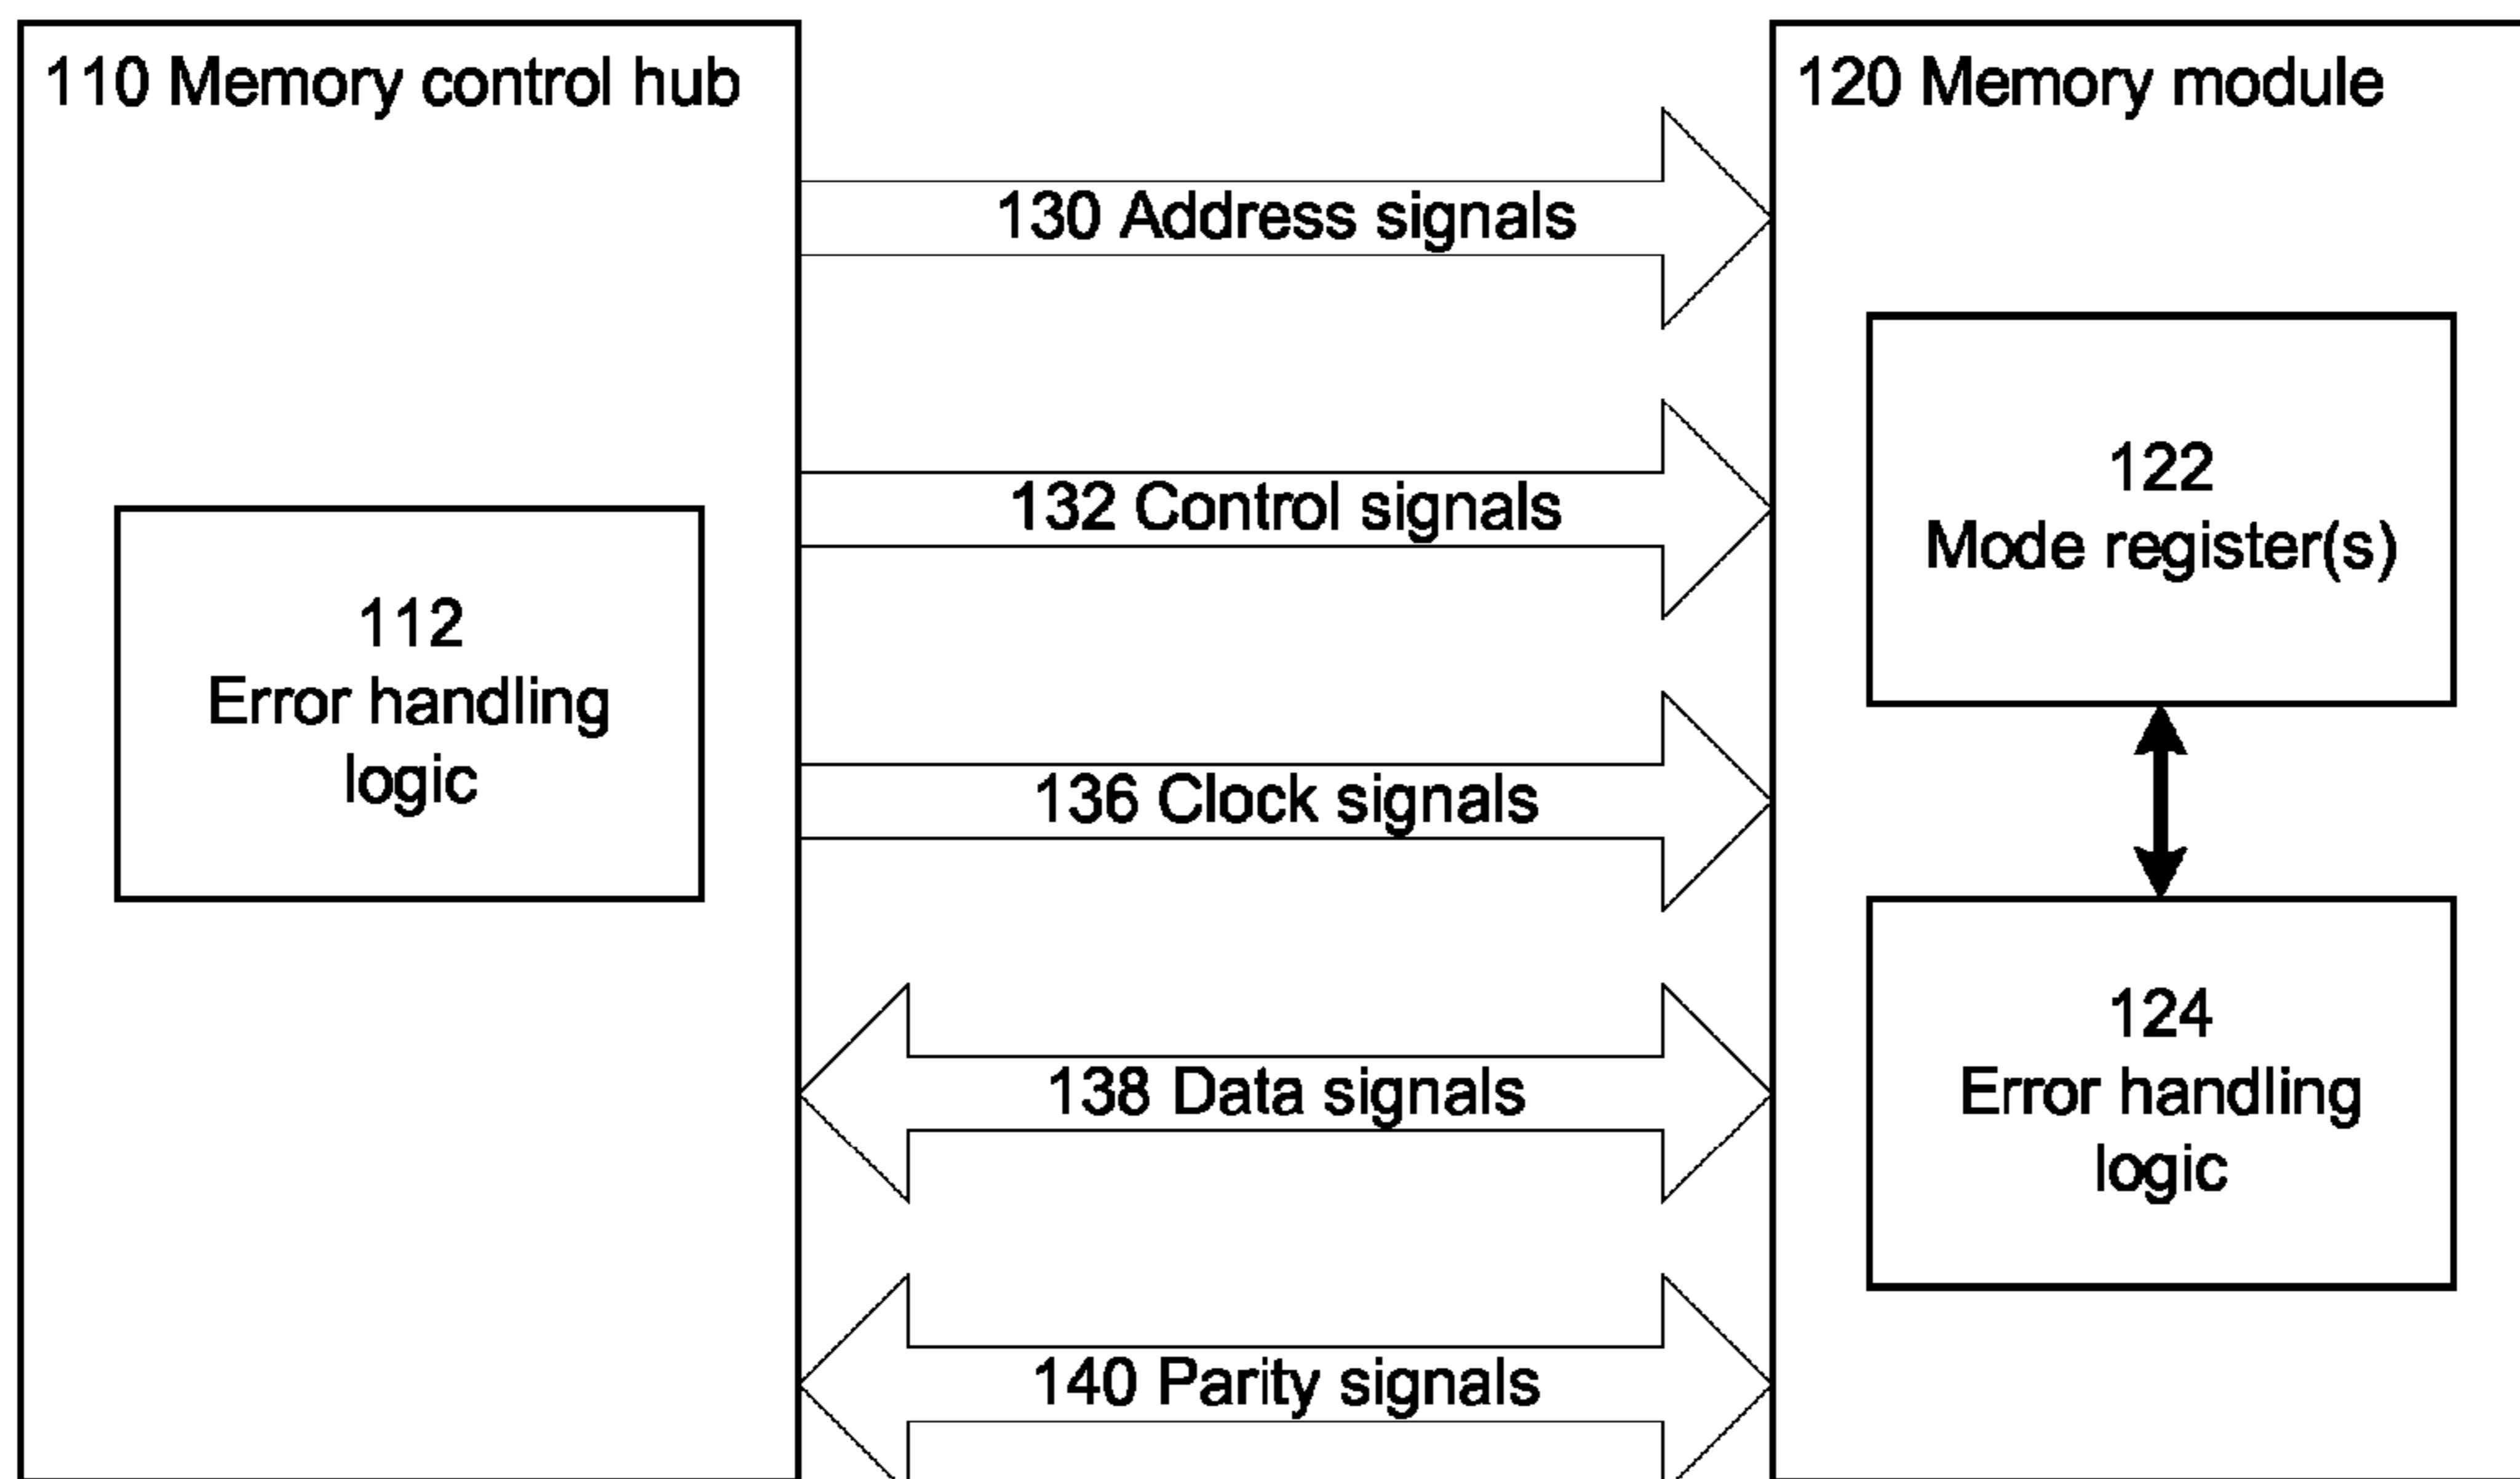 110 Memory control hub
112
Error handling
logic
130 Address signals
132 Control signals
136 Clock signals
138 Data signals
140 Parity signals
120 Memory module
122
Mode register(s)
124
Error handling
logic